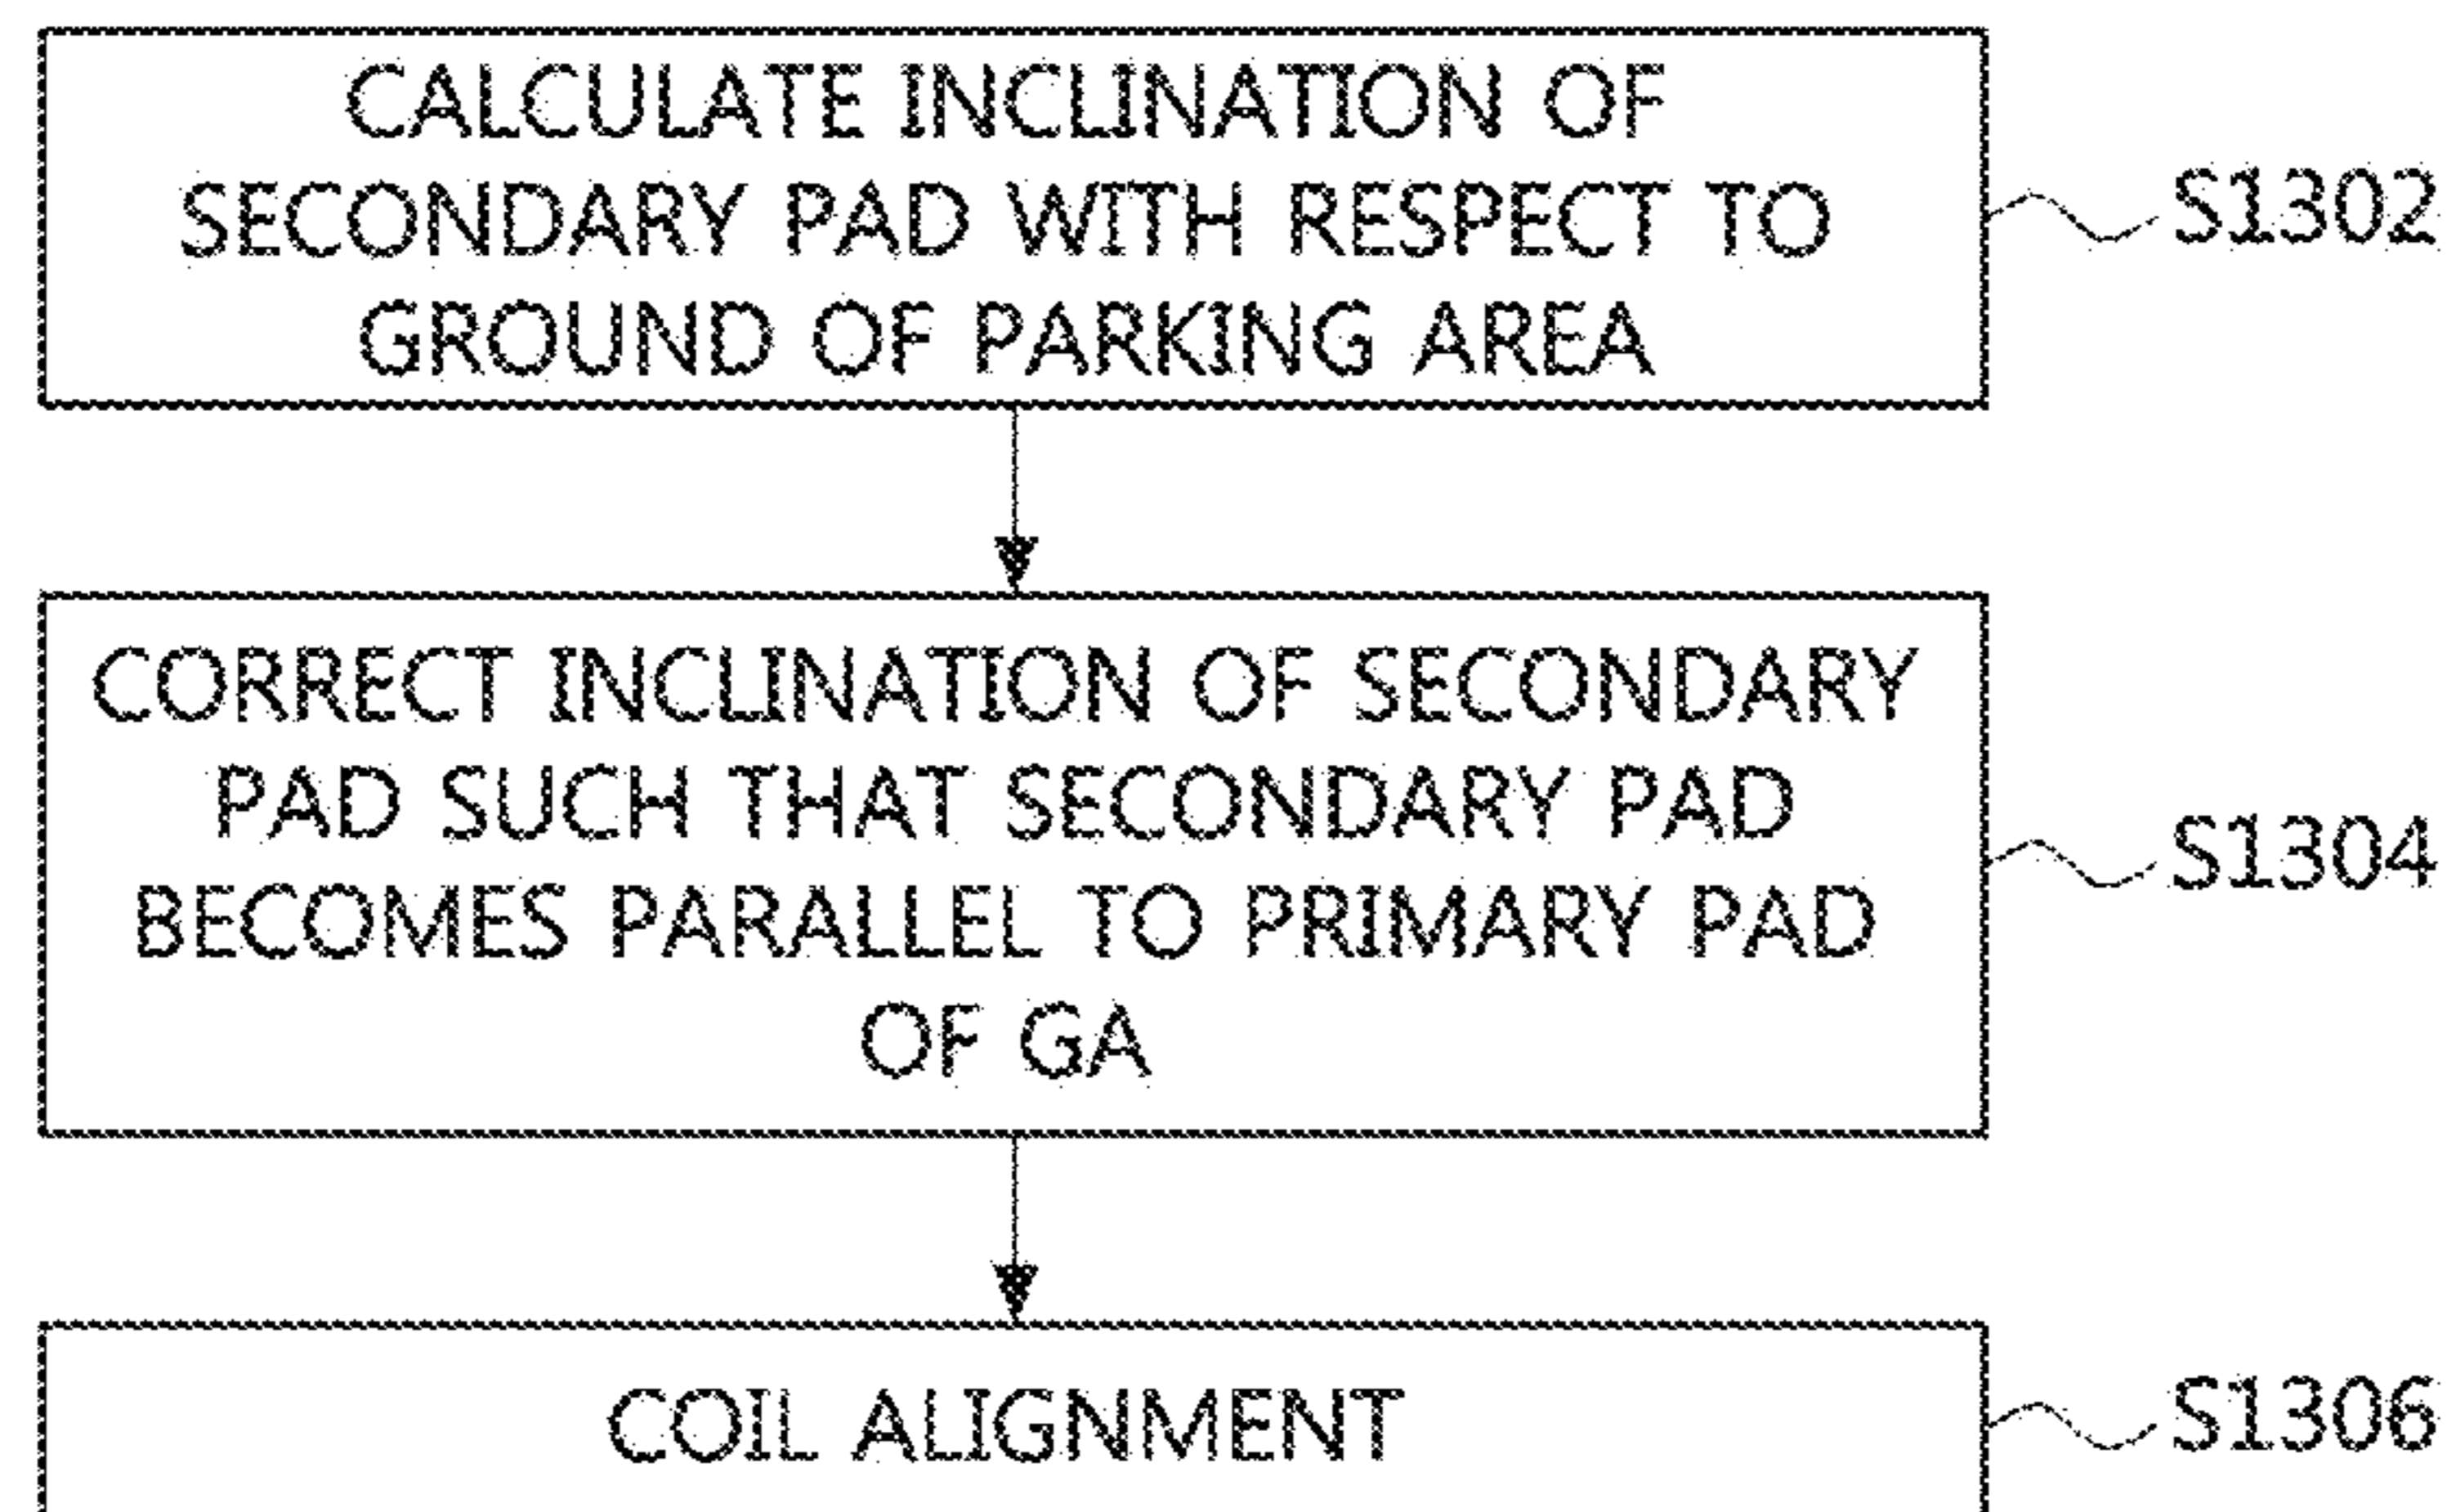 CALCULATE INCLINATION OF
SECONDARY PAD WITH RESPECT TO
GROUND OF PARKING AREA
S1302
CORRECT INCLINATION OF SECONDARY
PAD SUCH THAT SECONDARY PAD
BECOMES PARALLEL TO PRIMARY PAD
OF GA
S1304
COIL ALIGNMENT
S1306